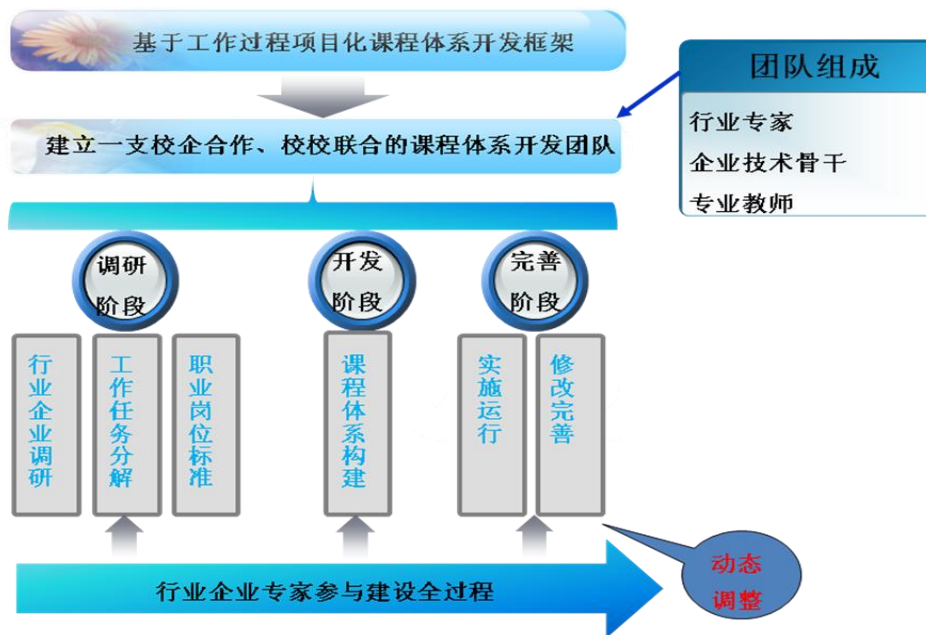 基于工作过程项目化课程体系开发框架
团队组成
建立一支校企合作、校校联合的课程体系开发团队
行业专家
企业技术骨干
专业教师
调研
阶段
开发
阶段
完善
阶段
行业企业调研
工作任务分解
职业岗位标准
课程体系构建
实施运行
修改完善
行业企业专家参与建设全过程
动态
调整